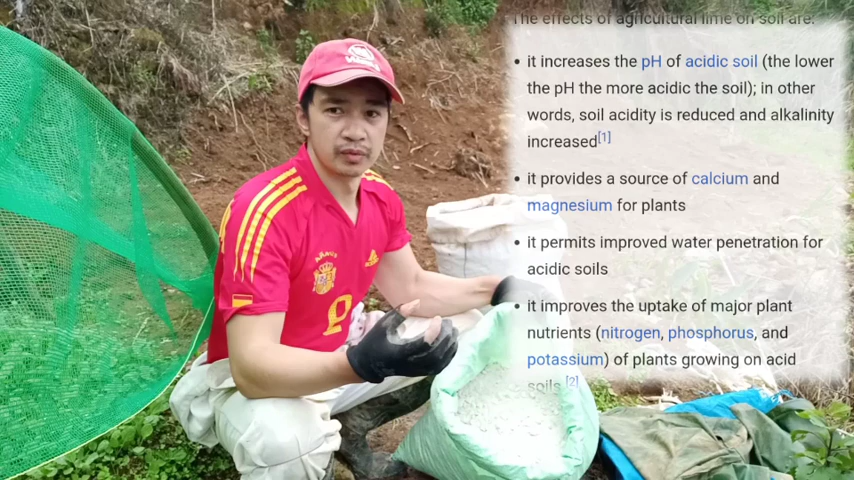 The effects of agricultural lime on soil are:
• it increases the pH of acidic soil (the lower
the pH the more acidic the soil); in other
words, soil acidity is reduced and alkalinity
increased[1]
• it provides a source of calcium and
magnesium for plants
• it permits improved water penetration for
acidic soils
• it improves the uptake of major plant
nutrients (nitrogen, phosphorus, and
potassium) of plants growing on acid
soils.[2]